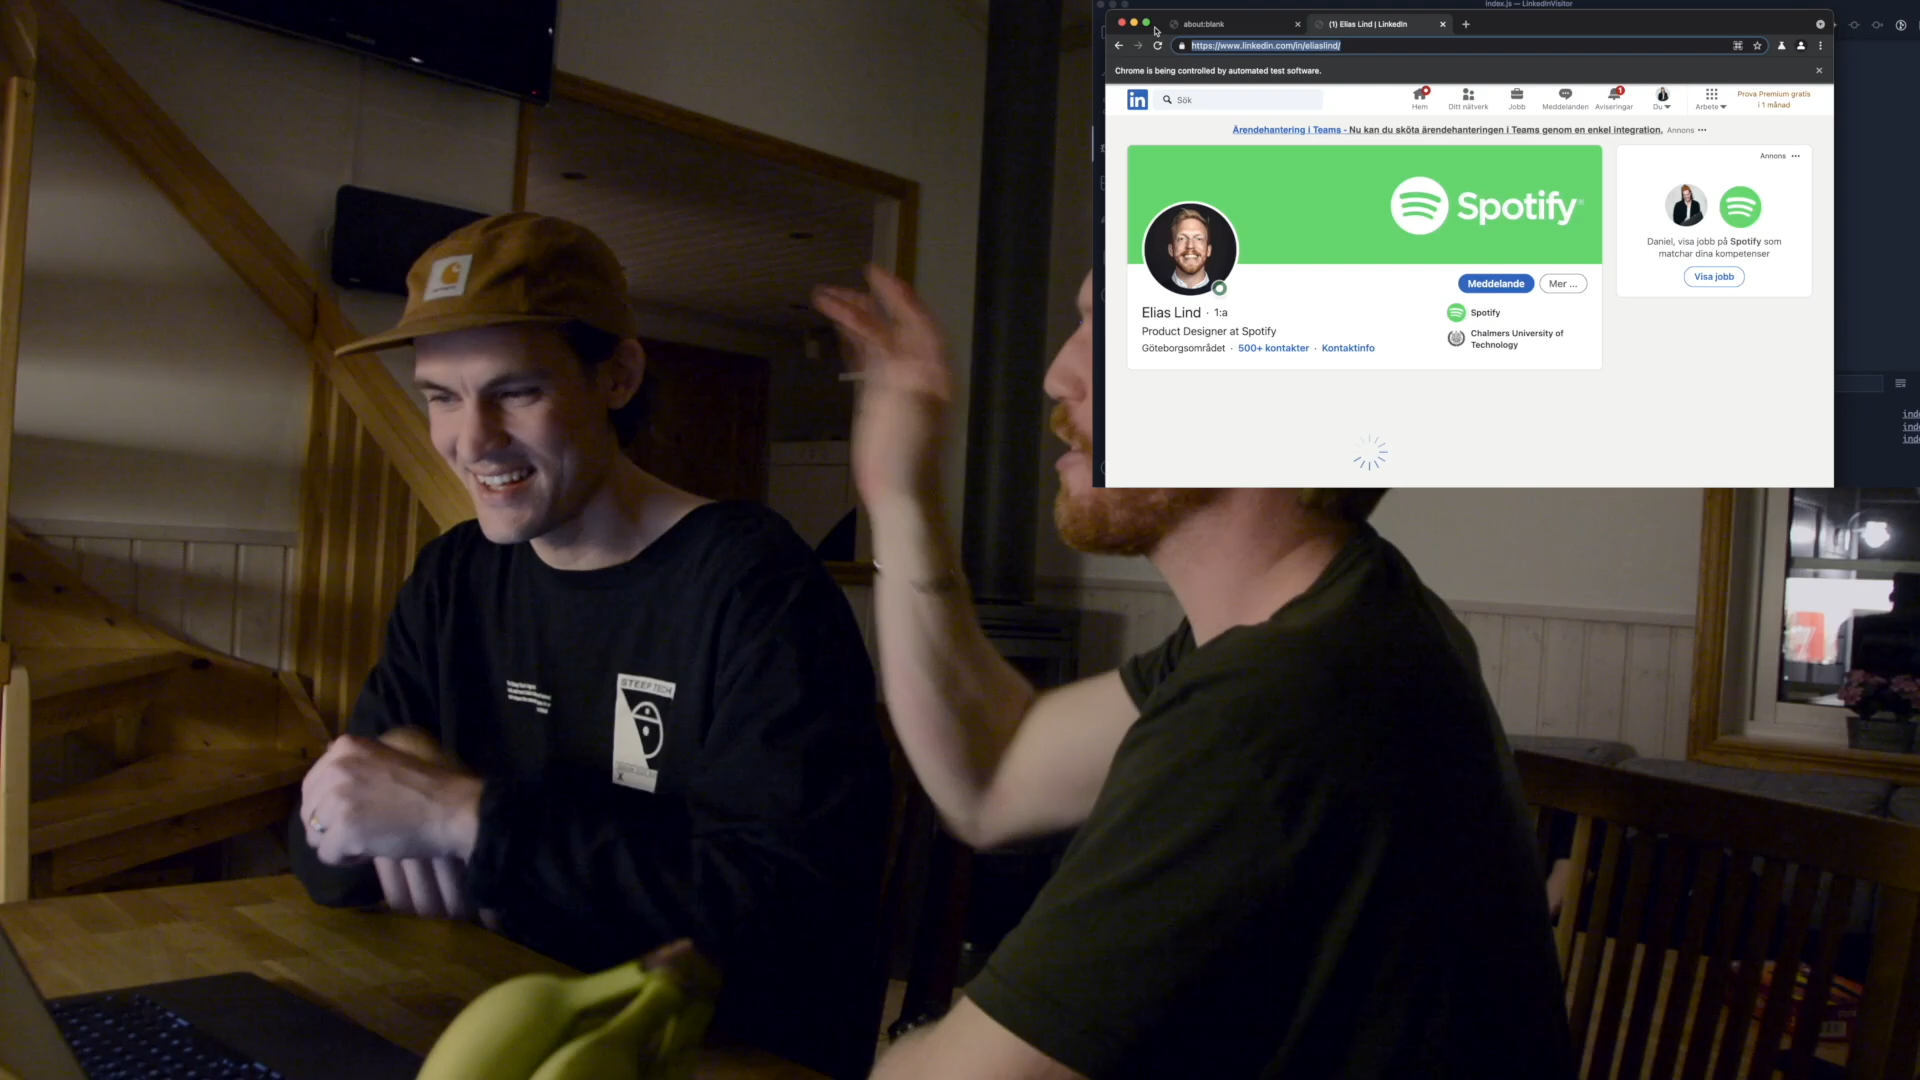 index.js — LinkedInVisitor
about:blank
(1) Elias Lind | LinkedIn
https://www.linkedin.com/in/eliaslind/
Chrome is being controlled by automated test software.
in
Sök
Hem
Ditt nätverk
Jobb
Meddelanden
1
Aviseringar
Du
Arbete
Prova Premium gratis
i 1 månad
Ärendehantering i Teams - Nu kan du sköta ärendehanteringen i Teams genom en enkel integration. Annons
Spotify
Elias Lind · 1:a
Product Designer at Spotify
Göteborgsområdet · 500+ kontakter · Kontaktinfo
Meddelande
Mer ...
Spotify
Chalmers University of
Technology
Annons
Daniel, visa jobb på Spotify som
matchar dina kompetenser
Visa jobb
STEEP TECH
X